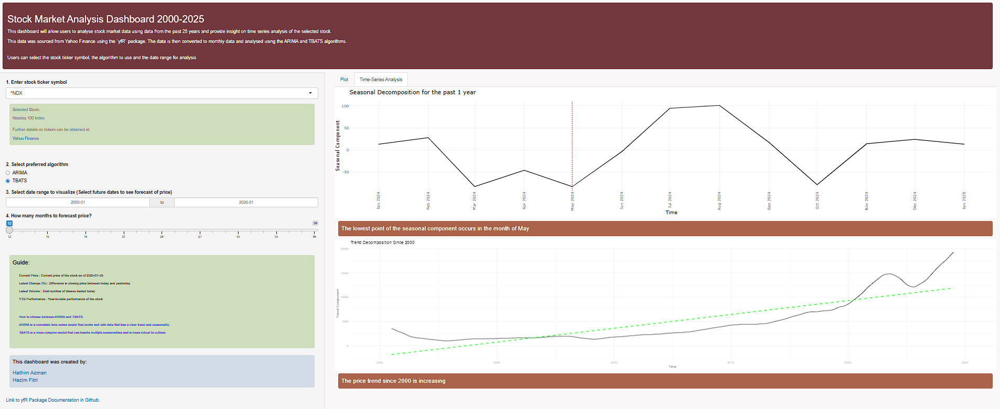 Stock Market Analysis Dashboard 2000-2025
This dashboard will allow users to analyse stock market data using data from the past 25 years and provide insight on time series analysis of the selected stock.
This data was sourced from Yahoo Finance using the `yfR` package. The data is then converted to monthly data and analysed using the ARIMA and TBATS algorithms.
Users can select the stock ticker symbol, the algorithm to use and the date range for analysis
1. Enter stock ticker symbol
^NDX
Selected Stock:
Nasdaq 100 Index
Further details on tickers can be obtained at:
Yahoo Finance
2. Select preferred algorithm
ARIMA
TBATS
3. Select date range to visualize (Select future dates to see forecast of price)
2000-01 to 2026-01
4. How many months to forecast price?
12 36
12 15 18 21 24 27 30 33 36
Guide:
Current Price : Current price of the stock as of 2025-01-25
Latest Change (%) : Difference in closing price between today and yesterday
Latest Volume : Total number of shares traded today
YTD Performance : Year-to-date performance of the stock
How to choose between ARIMA and TBATS:
ARIMA is a univariate time series model that works well with data that has a clear trend and seasonality.
TBATS is a more complex model that can handle multiple seasonalities and is more robust to outliers.
This dashboard was created by:
Hathim Azman
Hazim Fitri
Link to yfR Package Documentation in Github.
Plot Time-Series Analysis
Seasonal Decomposition for the past 1 year
Seasonal Component
100
50
0
-50
Jan 2024 Feb 2024 Mar 2024 Apr 2024 May 2024 Jun 2024 Jul 2024 Aug 2024 Sep 2024 Oct 2024 Nov 2024 Dec 2024 Jan 2025
Time
The lowest point of the seasonal component occurs in the month of May
Trend Decomposition Since 2000
Trend Component
20000
15000
10000
5000
0
2000 2005 2010 2015 2020 2025
Time
The price trend since 2000 is increasing